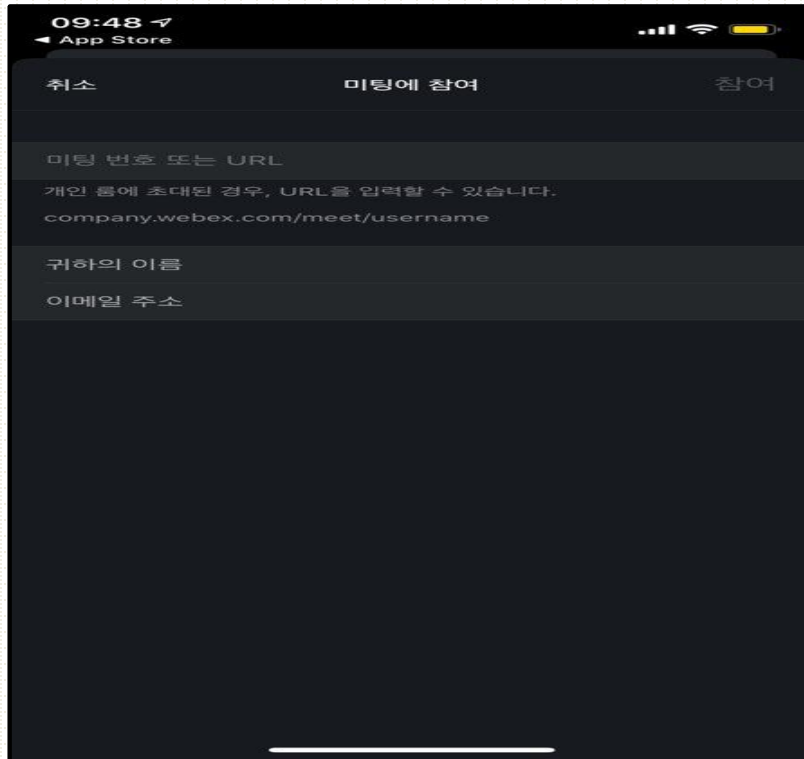 09:48
◀ App Store
취소 미팅에 참여 참여
미팅 번호 또는 URL
개인 룸에 초대된 경우, URL을 입력할 수 있습니다.
company.webex.com/meet/username
귀하의 이름
이메일 주소